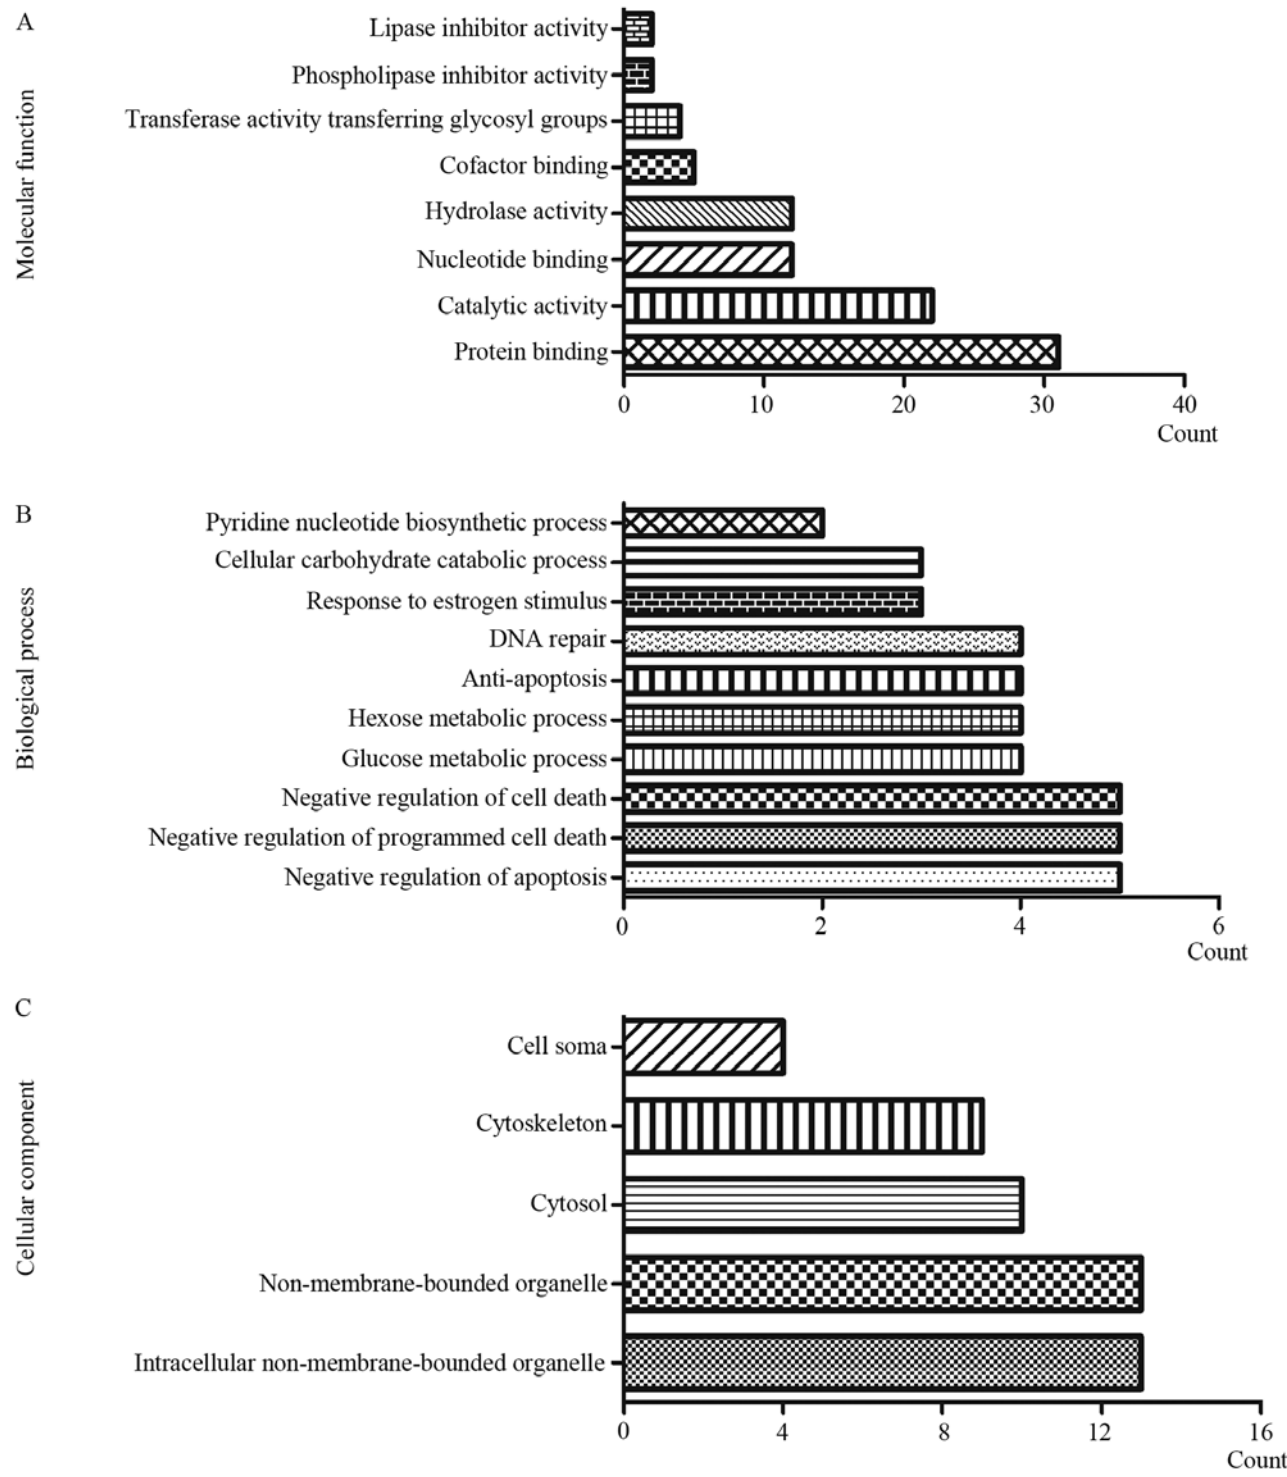 A
Molecular function
Lipase inhibitor activity
Phospholipase inhibitor activity
Transferase activity transferring glycosyl groups
Cofactor binding
Hydrolase activity
Nucleotide binding
Catalytic activity
Protein binding
0 10 20 30 40
Count
B
Biological process
Pyridine nucleotide biosynthetic process
Cellular carbohydrate catabolic process
Response to estrogen stimulus
DNA repair
Anti-apoptosis
Hexose metabolic process
Glucose metabolic process
Negative regulation of cell death
Negative regulation of programmed cell death
Negative regulation of apoptosis
0 2 4 6
Count
C
Cellular component
Cell soma
Cytoskeleton
Cytosol
Non-membrane-bounded organelle
Intracellular non-membrane-bounded organelle
0 4 8 12 16
Count